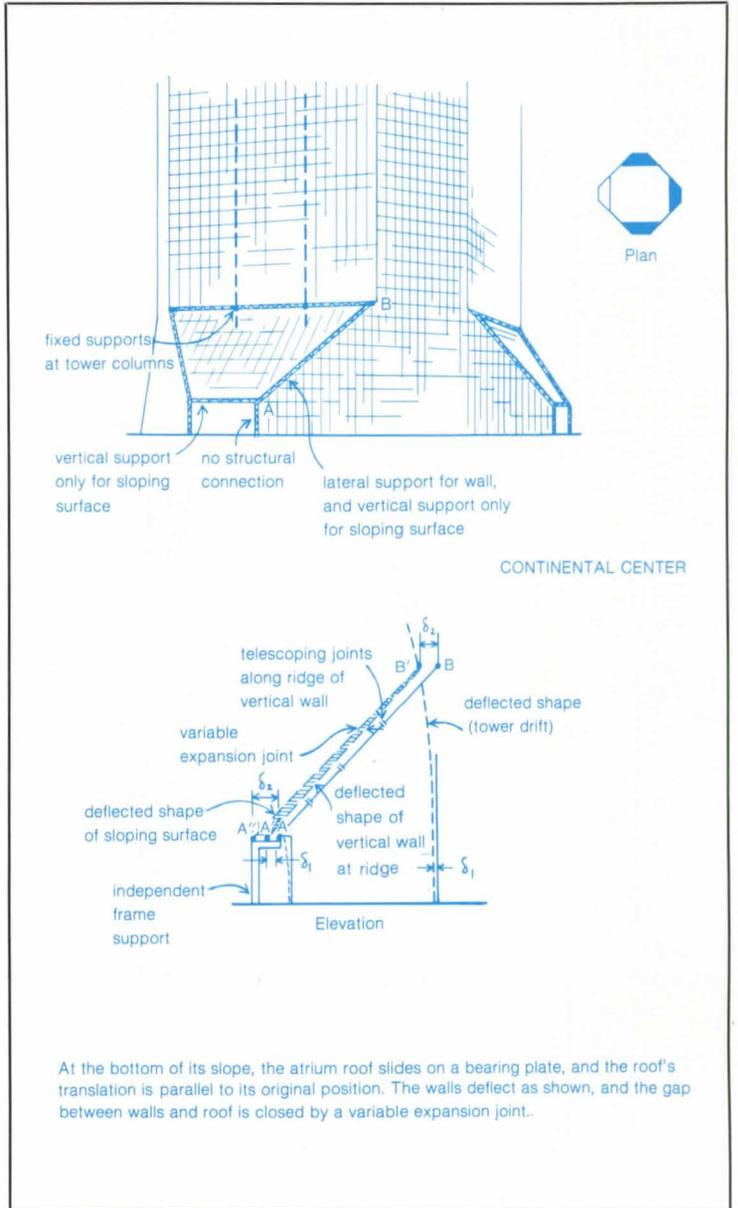 B
Plan
fixed supports
at tower columns
A
vertical support
only for sloping
surface
no structural
connection
lateral support for wall,
and vertical support only
for sloping surface
CONTINENTAL CENTER
δ₂
telescoping joints
along ridge of
vertical wall
B' B
deflected shape
(tower drift)
variable
expansion joint
δ₂
deflected shape
of sloping surface
deflected
shape of
vertical wall
at ridge
A'' A' A
δ₁
δ₁
independent
frame
support
Elevation
At the bottom of its slope, the atrium roof slides on a bearing plate, and the roof's
translation is parallel to its original position. The walls deflect as shown, and the gap
between walls and roof is closed by a variable expansion joint..